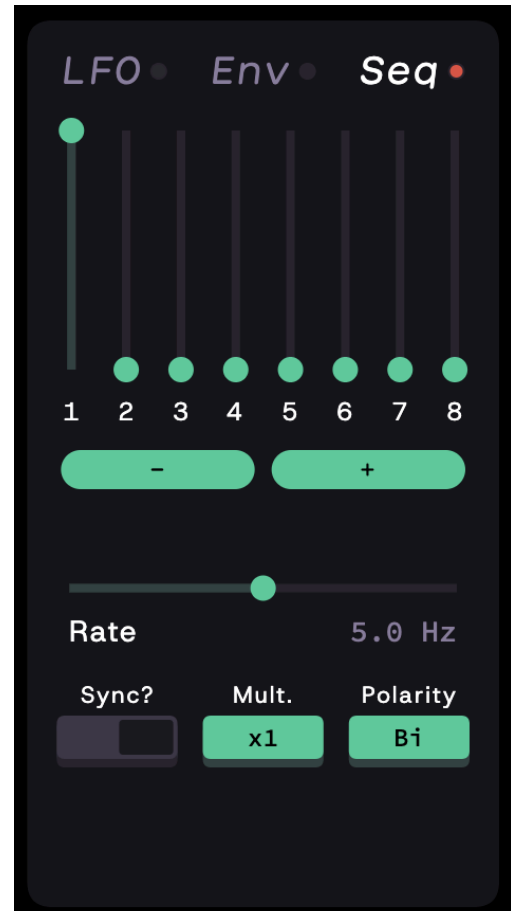 LFO Env Seq
1 2 3 4 5 6 7 8
- +
Rate 5.0 Hz
Sync? Mult. Polarity
x1 Bi